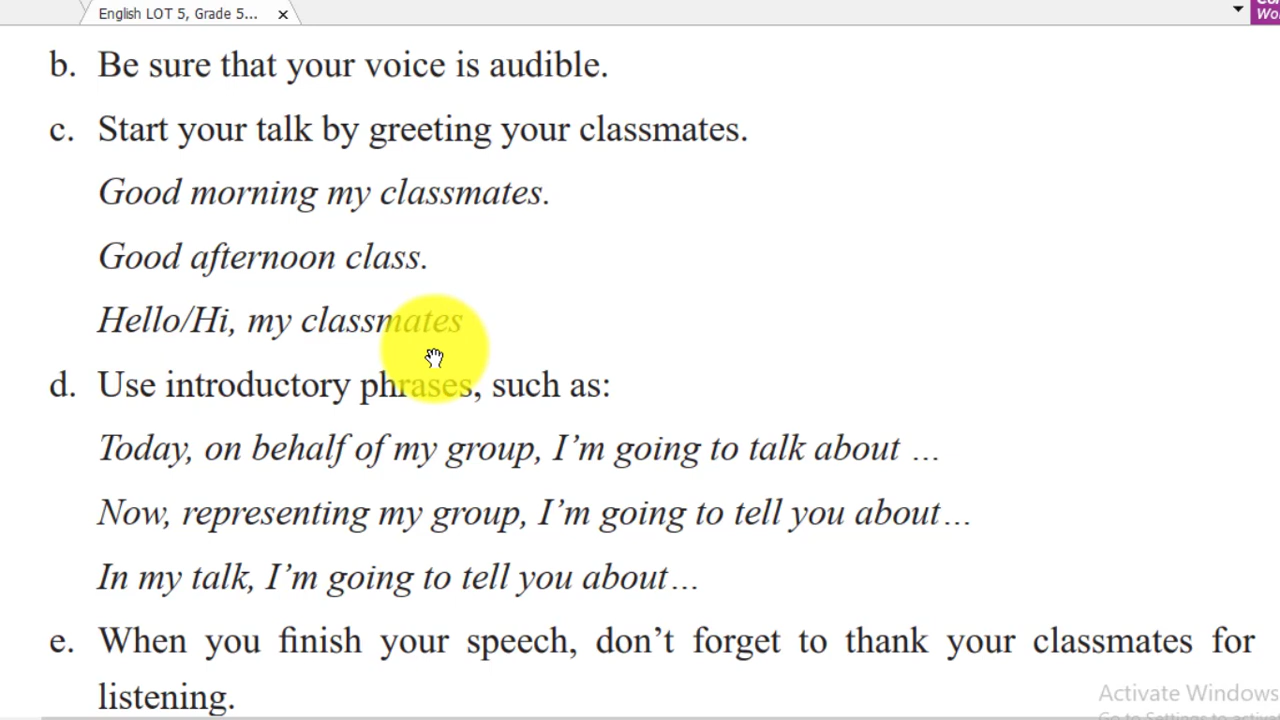 English LOT 5, Grade 5...
b. Be sure that your voice is audible.
c. Start your talk by greeting your classmates.
Good morning my classmates.
Good afternoon class.
Hello/Hi, my classmates
d. Use introductory phrases, such as:
Today, on behalf of my group, I’m going to talk about …
Now, representing my group, I’m going to tell you about…
In my talk, I’m going to tell you about…
e. When you finish your speech, don’t forget to thank your classmates for
listening.
Activate Windows